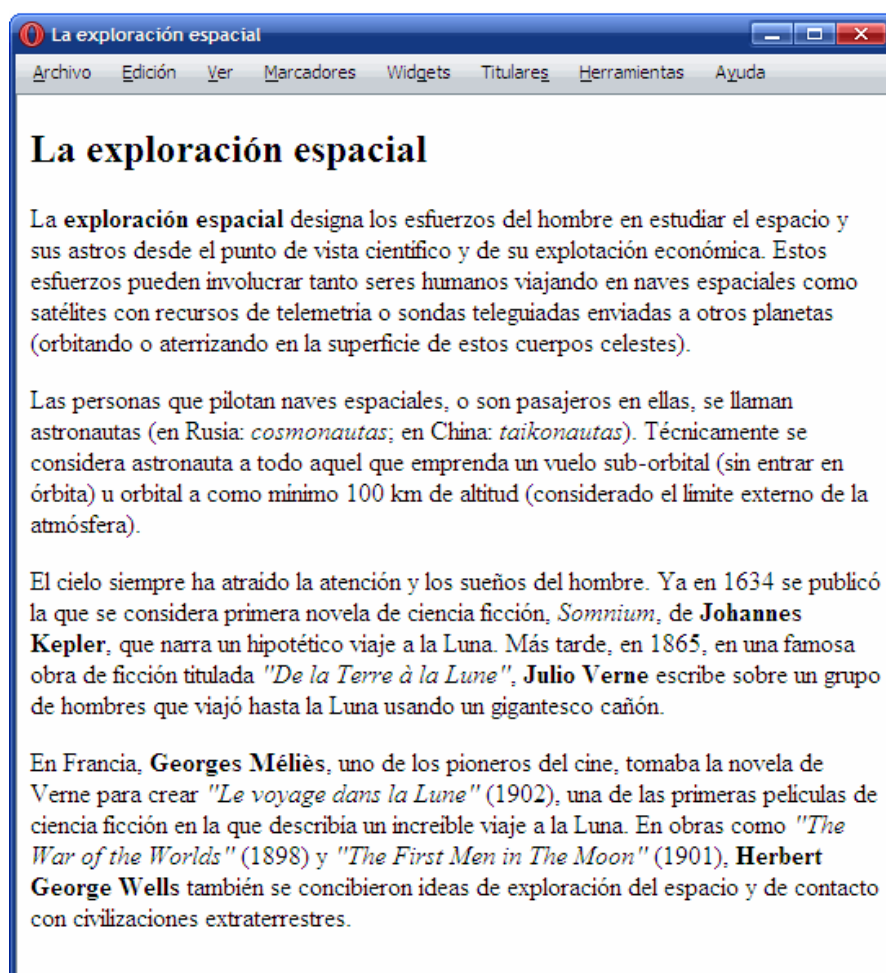 La exploración espacial
Archivo Edición Ver Marcadores Widgets Titulares Herramientas Ayuda
La exploración espacial
La exploración espacial designa los esfuerzos del hombre en estudiar el espacio y
sus astros desde el punto de vista científico y de su explotación económica. Estos
esfuerzos pueden involucrar tanto seres humanos viajando en naves espaciales como
satélites con recursos de telemetría o sondas teleguiadas enviadas a otros planetas
(orbitando o aterrizando en la superficie de estos cuerpos celestes).
Las personas que pilotan naves espaciales, o son pasajeros en ellas, se llaman
astronautas (en Rusia: cosmonautas; en China: taikonautas). Técnicamente se
considera astronauta a todo aquel que emprenda un vuelo sub-orbital (sin entrar en
órbita) u orbital a como mínimo 100 km de altitud (considerado el límite externo de la
atmósfera).
El cielo siempre ha atraído la atención y los sueños del hombre. Ya en 1634 se publicó
la que se considera primera novela de ciencia ficción, Somnium, de Johannes
Kepler, que narra un hipotético viaje a la Luna. Más tarde, en 1865, en una famosa
obra de ficción titulada "De la Terre à la Lune", Julio Verne escribe sobre un grupo
de hombres que viajó hasta la Luna usando un gigantesco cañón.
En Francia, Georges Méliès, uno de los pioneros del cine, tomaba la novela de
Verne para crear "Le voyage dans la Lune" (1902), una de las primeras películas de
ciencia ficción en la que describía un increíble viaje a la Luna. En obras como "The
War of the Worlds" (1898) y "The First Men in The Moon" (1901), Herbert
George Wells también se concibieron ideas de exploración del espacio y de contacto
con civilizaciones extraterrestres.